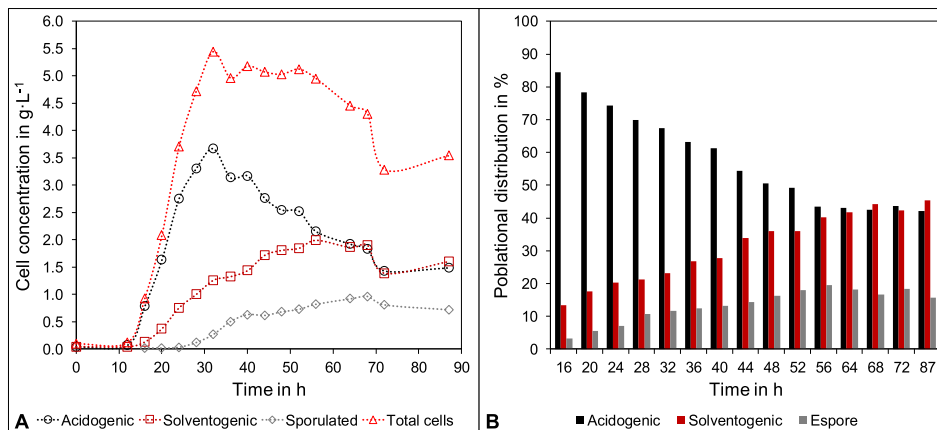 Cell concentration in g·L⁻¹
6.0
5.5
5.0
4.5
4.0
3.5
3.0
2.5
2.0
1.5
1.0
0.5
0.0
0 10 20 30 40 50 60 70 80 90
Time in h
A
Acidogenic Solventogenic Sporulated Total cells
Poblational distribution in %
100
90
80
70
60
50
40
30
20
10
0
16 20 24 28 32 36 40 44 48 52 56 64 68 72 87
Time in h
B
Acidogenic Solventogenic Espore